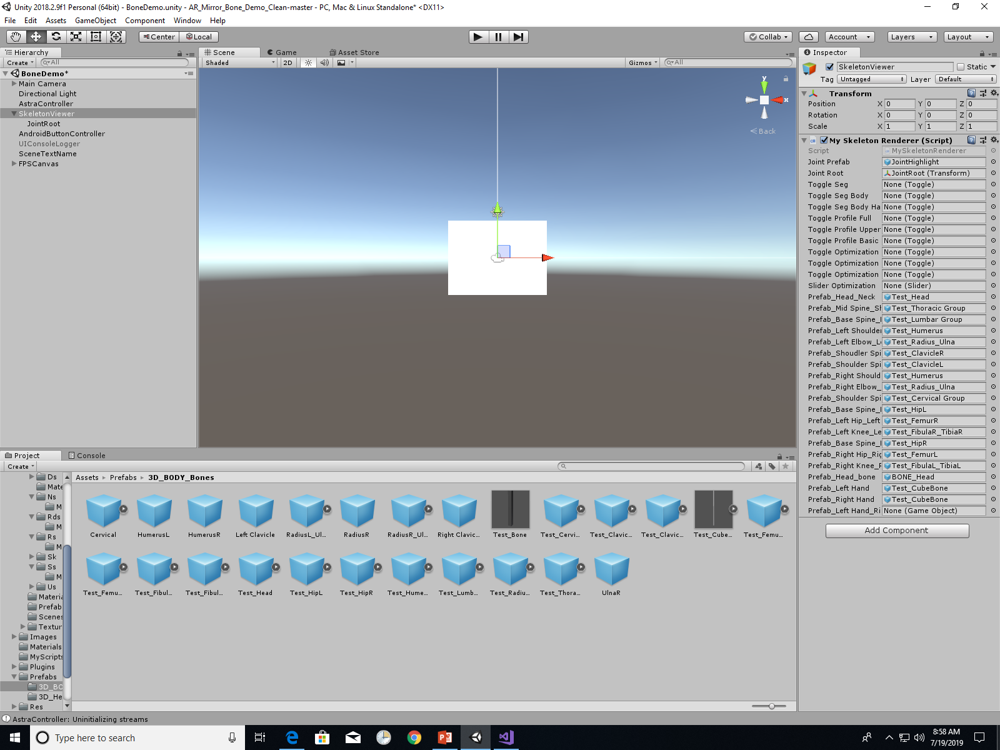 Unity 2018.2.9f1 Personal (64bit) - BoneDemo.unity - AR_Mirror_Bone_Demo_Clean-master - PC, Mac & Linux Standalone* <DX11>
File Edit Assets GameObject Component Window Help
Center Local Collab Account Layers Layout
Hierarchy
Create All
BoneDemo*
Main Camera
Directional Light
AstraController
SkeletonViewer
JointRoot
AndroidButtonController
UIConsoleLogger
SceneTextName
FPSCanvas
Scene Game Asset Store
Shaded 2D Gizmos All
y
x
Back
Inspector
SkeletonViewer Static
Tag Untagged Layer Default
Transform
Position X 0 Y 0 Z 0
Rotation X 0 Y 0 Z 0
Scale X 1 Y 1 Z 1
My Skeleton Renderer (Script)
Script MySkeletonRenderer
Joint Prefab JointHighlight
Joint Root JointRoot (Transform)
Toggle Seg None (Toggle)
Toggle Seg Body None (Toggle)
Toggle Seg Body Ha None (Toggle)
Toggle Profile Full None (Toggle)
Toggle Profile Upper None (Toggle)
Toggle Profile Basic None (Toggle)
Toggle Optimization None (Toggle)
Toggle Optimization None (Toggle)
Toggle Optimization None (Toggle)
Slider Optimization None (Slider)
Prefab_Head_Neck Test_Head
Prefab_Mid Spine_Sh Test_Thoracic Group
Prefab_Base Spine_ Test_Lumbar Group
Prefab_Left Shoulder Test_Humerus
Prefab_Left Elbow_Le Test_Radius_Ulna
Prefab_Shoudler Spi Test_ClavicleR
Prefab_Shoulder Spi Test_ClavicleL
Prefab_Right Should Test_Humerus
Prefab_Right Elbow_ Test_Radius_Ulna
Prefab_Shoulder Spi Test_Cervical Group
Prefab_Base Spine_ Test_HipL
Prefab_Left Hip_Left Test_FemurR
Prefab_Left Knee_Le Test_FibulaR_TibiaR
Prefab_Base Spine_ Test_HipR
Prefab_Right Hip_Rig Test_FemurL
Prefab_Right Knee_R Test_FibulaL_TibiaL
Prefab_Head_bone BONE_Head
Prefab_Left Hand Test_CubeBone
Prefab_Right Hand Test_CubeBone
Prefab_Left Hand_Ri None (Game Object)
Add Component
Project Console
Create
Ds
Mate
Ns
M
Rds
M
Rs
M
Sk
Ss
M
Us
Materia
Prefab
Scenes
Textur
Images
Materials
MyScripts
Plugins
Prefabs
3D_BO
3D_He
Res
Assets Prefabs 3D_BODY_Bones
Cervical HumerusL HumerusR Left Clavicle RadiusL_Ul... RadiusR RadiusR_Ul... Right Clavic... Test_Bone Test_Cervi... Test_Clavic... Test_Clavic... Test_Cube... Test_Femu...
Test_Femu... Test_Fibul... Test_Fibul... Test_Head Test_HipL Test_HipR Test_Hume... Test_Lumb... Test_Radiu... Test_Thora... UlnaR
AstraController: Uninitializing streams
Type here to search
8:58 AM
7/19/2019